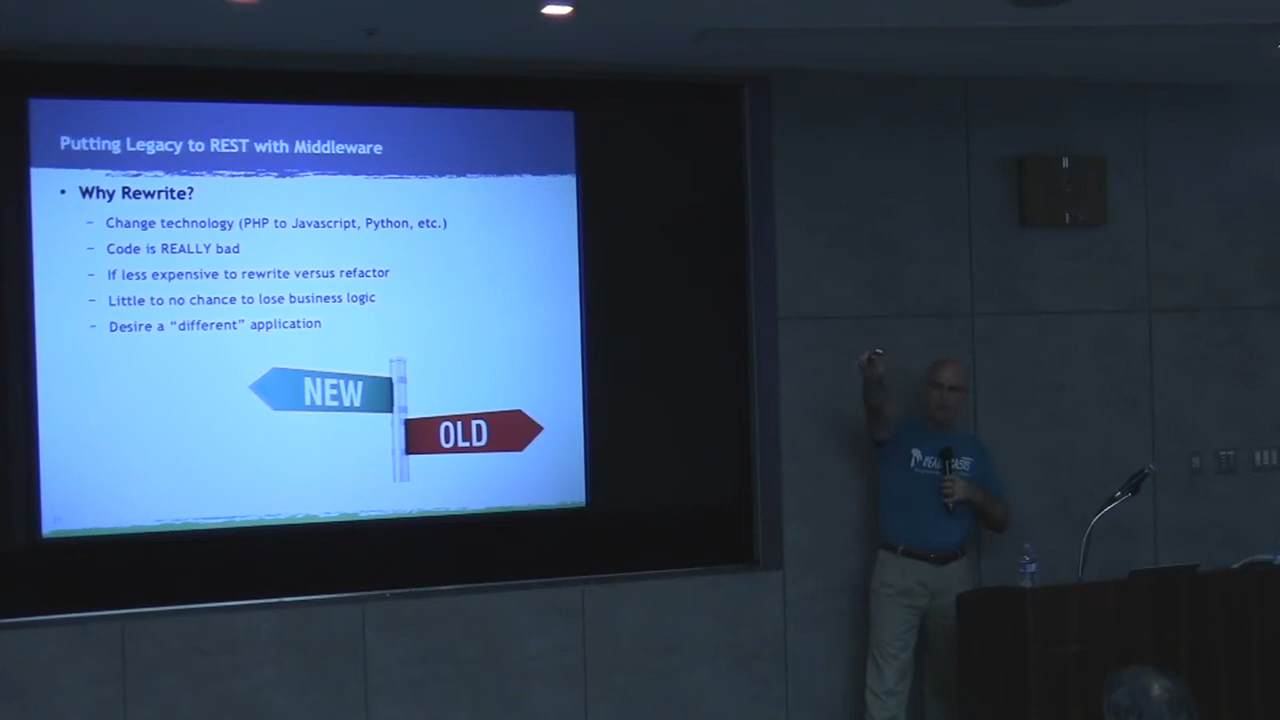 Putting Legacy to REST with Middleware
• Why Rewrite?
– Change technology (PHP to Javascript, Python, etc.)
– Code is REALLY bad
– If less expensive to rewrite versus refactor
– Little to no chance to lose business logic
– Desire a “different” application
NEW
OLD